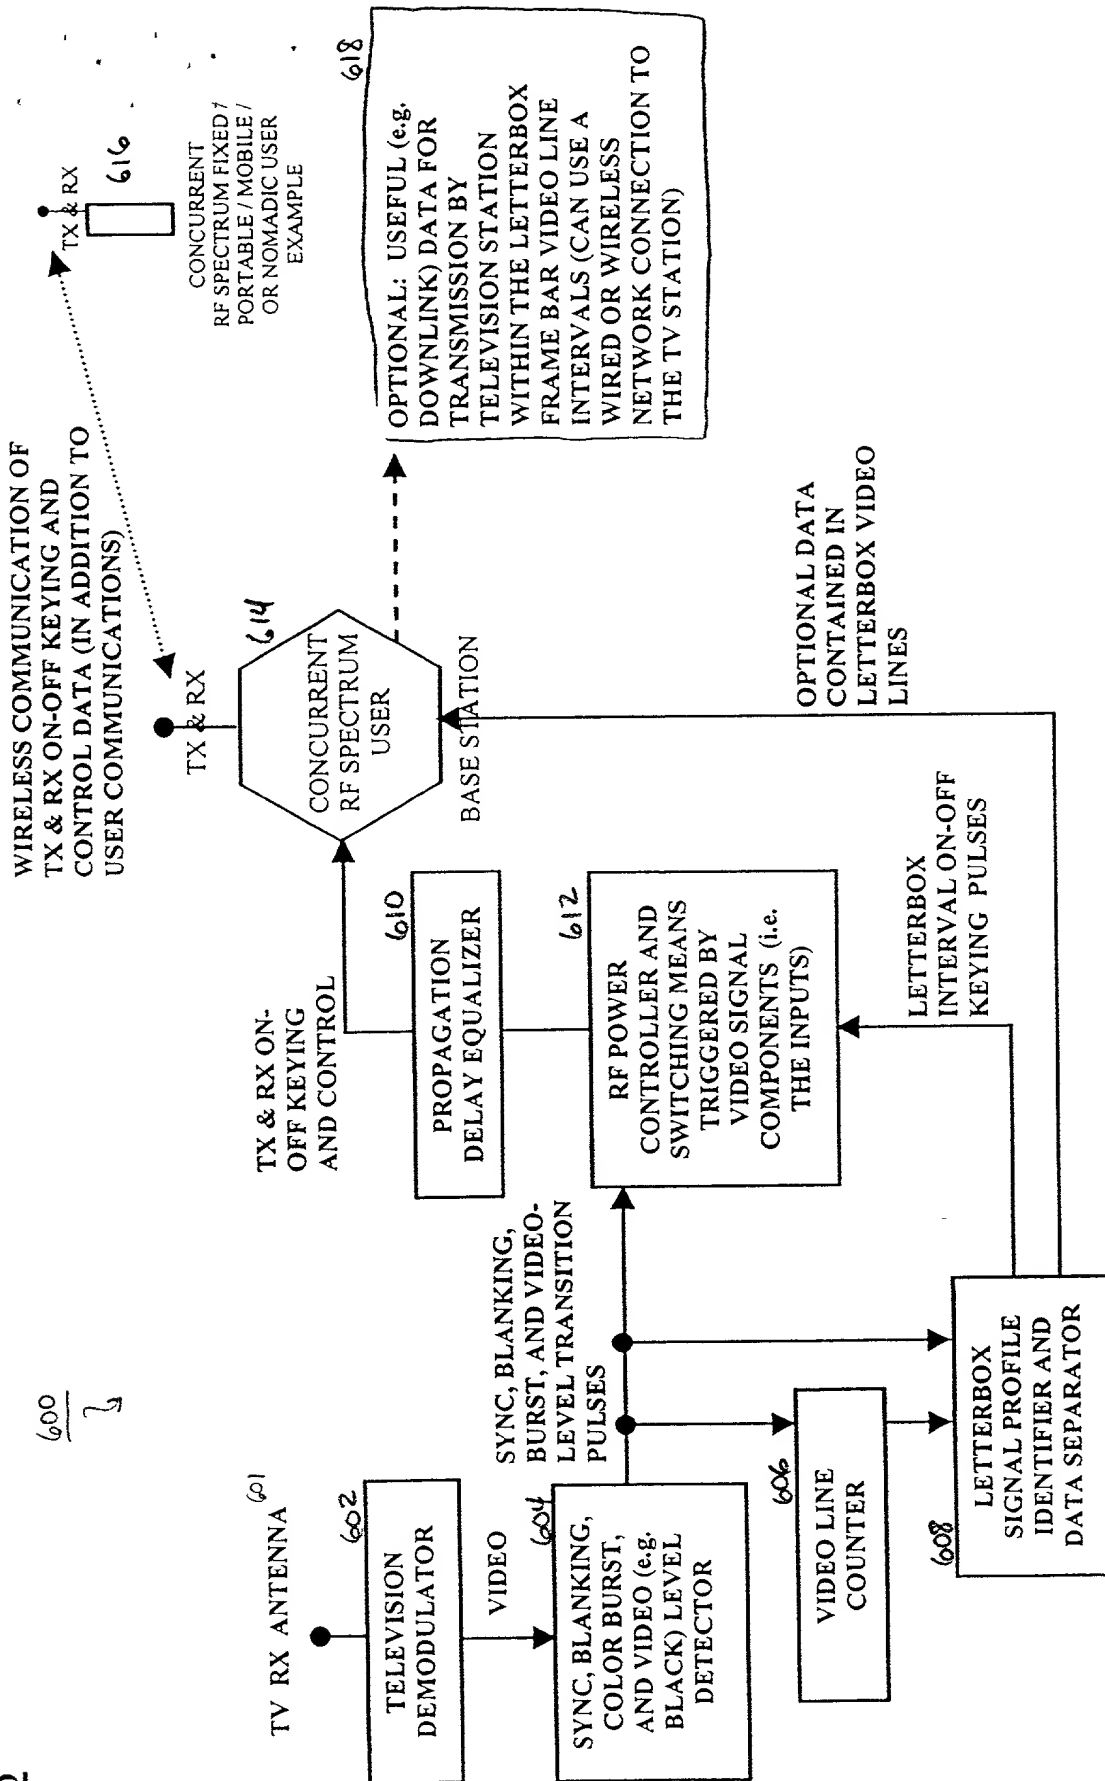 600
TV RX ANTENNA
601
602
TELEVISION
DEMODULATOR
VIDEO
604
SYNC, BLANKING,
COLOR BURST,
AND VIDEO (e.g.
BLACK) LEVEL
DETECTOR
SYNC, BLANKING,
BURST, AND VIDEO-
LEVEL TRANSITION
PULSES
606
VIDEO LINE
COUNTER
608
LETTERBOX
SIGNAL PROFILE
IDENTIFIER AND
DATA SEPARATOR
TX & RX ON-
OFF KEYING
AND CONTROL
610
PROPAGATION
DELAY EQUALIZER
612
RF POWER
CONTROLLER AND
SWITCHING MEANS
TRIGGERED BY
VIDEO SIGNAL
COMPONENTS (i.e.
THE INPUTS)
LETTERBOX
INTERVAL ON-OFF
KEYING PULSES
WIRELESS COMMUNICATION OF
TX & RX ON-OFF KEYING AND
CONTROL DATA (IN ADDITION TO
USER COMMUNICATIONS)
TX & RX
614
CONCURRENT
RF SPECTRUM
USER
BASE STATION
OPTIONAL DATA
CONTAINED IN
LETTERBOX VIDEO
LINES
TX & RX
616
CONCURRENT
RF SPECTRUM FIXED /
PORTABLE / MOBILE /
OR NOMADIC USER
EXAMPLE
618
OPTIONAL: USEFUL (e.g.
DOWNLINK) DATA FOR
TRANSMISSION BY
TELEVISION STATION
WITHIN THE LETTERBOX
FRAME BAR VIDEO LINE
INTERVALS (CAN USE A
WIRED OR WIRELESS
NETWORK CONNECTION TO
THE TV STATION)